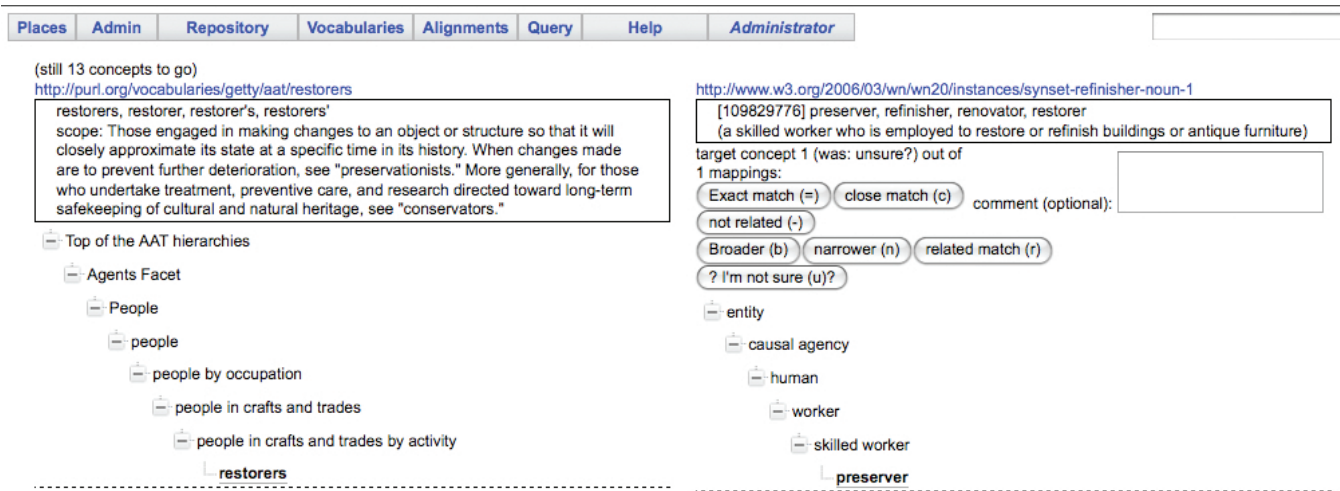 Places Admin Repository Vocabularies Alignments Query Help Administrator
(still 13 concepts to go)
http://purl.org/vocabularies/getty/aat/restorers
restorers, restorer, restorer's, restorers'
scope: Those engaged in making changes to an object or structure so that it will
closely approximate its state at a specific time in its history. When changes made
are to prevent further deterioration, see "preservationists." More generally, for those
who undertake treatment, preventive care, and research directed toward long-term
safekeeping of cultural and natural heritage, see "conservators."
Top of the AAT hierarchies
Agents Facet
People
people
people by occupation
people in crafts and trades
people in crafts and trades by activity
restorers
http://www.w3.org/2006/03/wn/wn20/instances/synset-refinisher-noun-1
[109829776] preserver, refinisher, renovator, restorer
(a skilled worker who is employed to restore or refinish buildings or antique furniture)
target concept 1 (was: unsure?) out of
1 mappings:
Exact match (=) close match (c) comment (optional):
not related (-)
Broader (b) narrower (n) related match (r)
? I'm not sure (u)?
entity
causal agency
human
worker
skilled worker
preserver